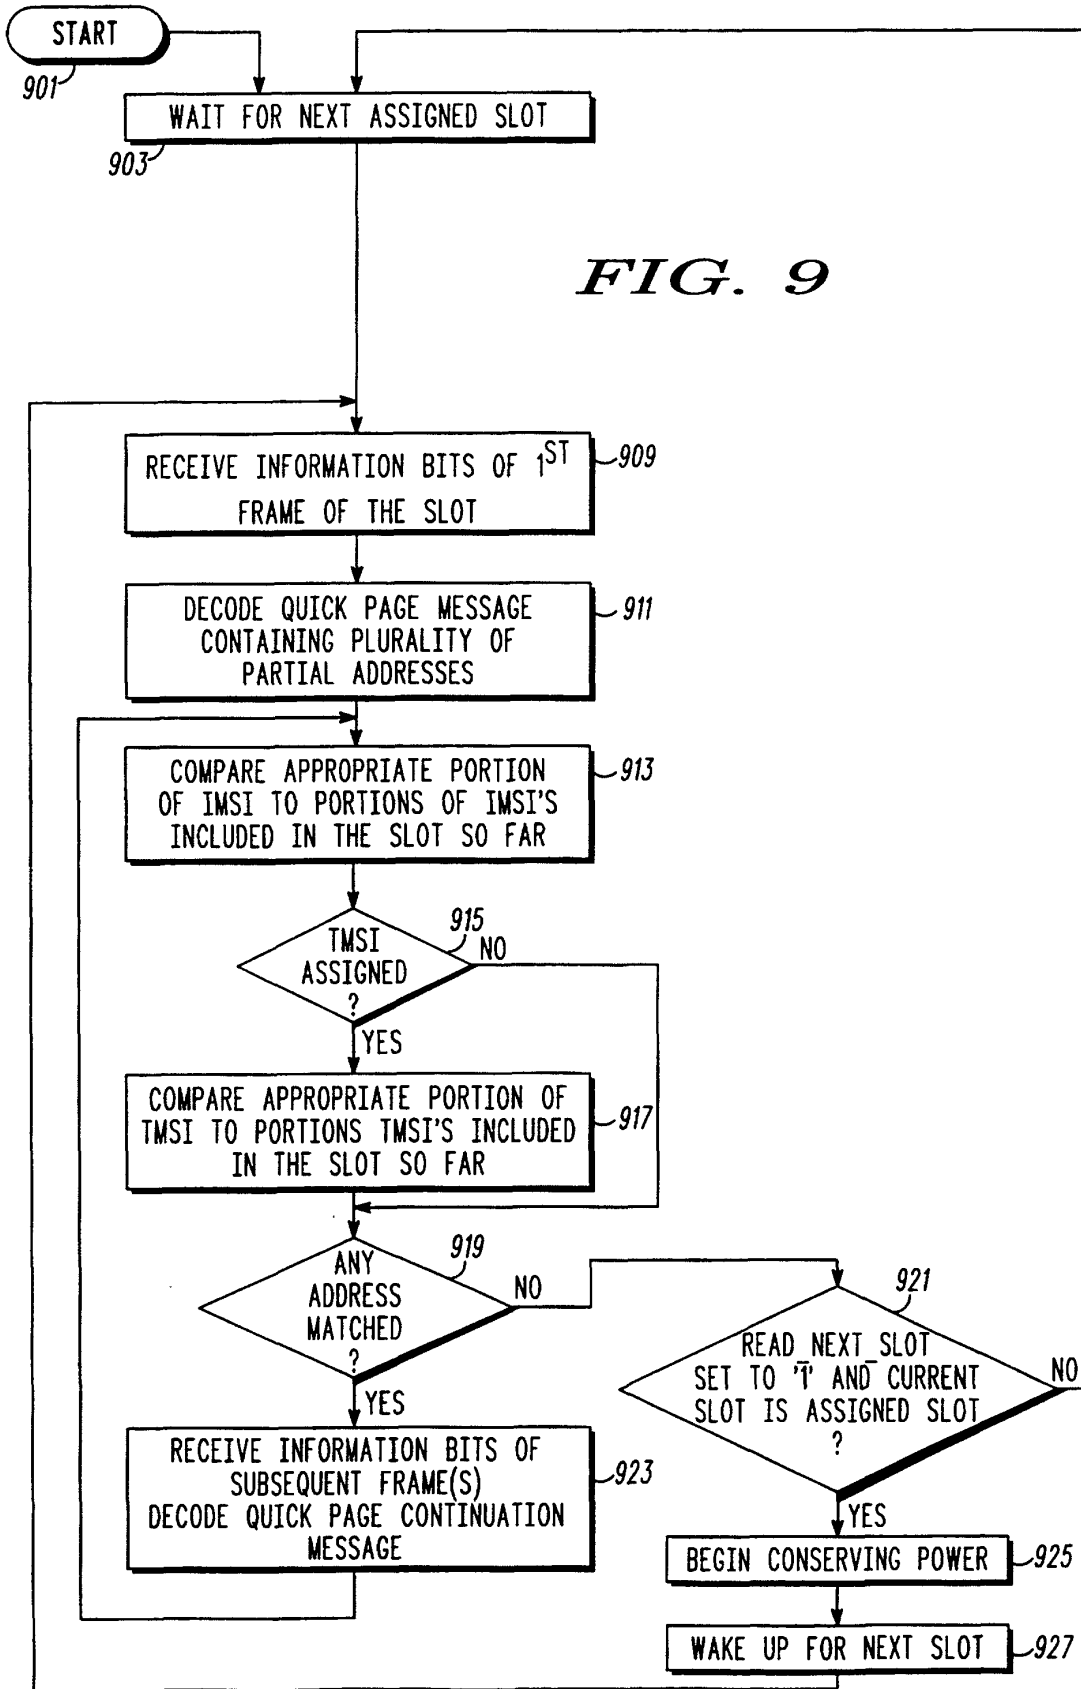 START
901
WAIT FOR NEXT ASSIGNED SLOT
903
FIG. 9
RECEIVE INFORMATION BITS OF 1ST
FRAME OF THE SLOT
909
DECODE QUICK PAGE MESSAGE
CONTAINING PLURALITY OF
PARTIAL ADDRESSES
911
COMPARE APPROPRIATE PORTION
OF IMSI TO PORTIONS OF IMSI'S
INCLUDED IN THE SLOT SO FAR
913
TMSI
ASSIGNED
?
915
NO
YES
COMPARE APPROPRIATE PORTION OF
TMSI TO PORTIONS TMSI'S INCLUDED
IN THE SLOT SO FAR
917
ANY
ADDRESS
MATCHED
?
919
NO
YES
READ_NEXT_SLOT
SET TO '1' AND CURRENT
SLOT IS ASSIGNED SLOT
?
921
NO
YES
RECEIVE INFORMATION BITS OF
SUBSEQUENT FRAME(S)
DECODE QUICK PAGE CONTINUATION
MESSAGE
923
BEGIN CONSERVING POWER
925
WAKE UP FOR NEXT SLOT
927